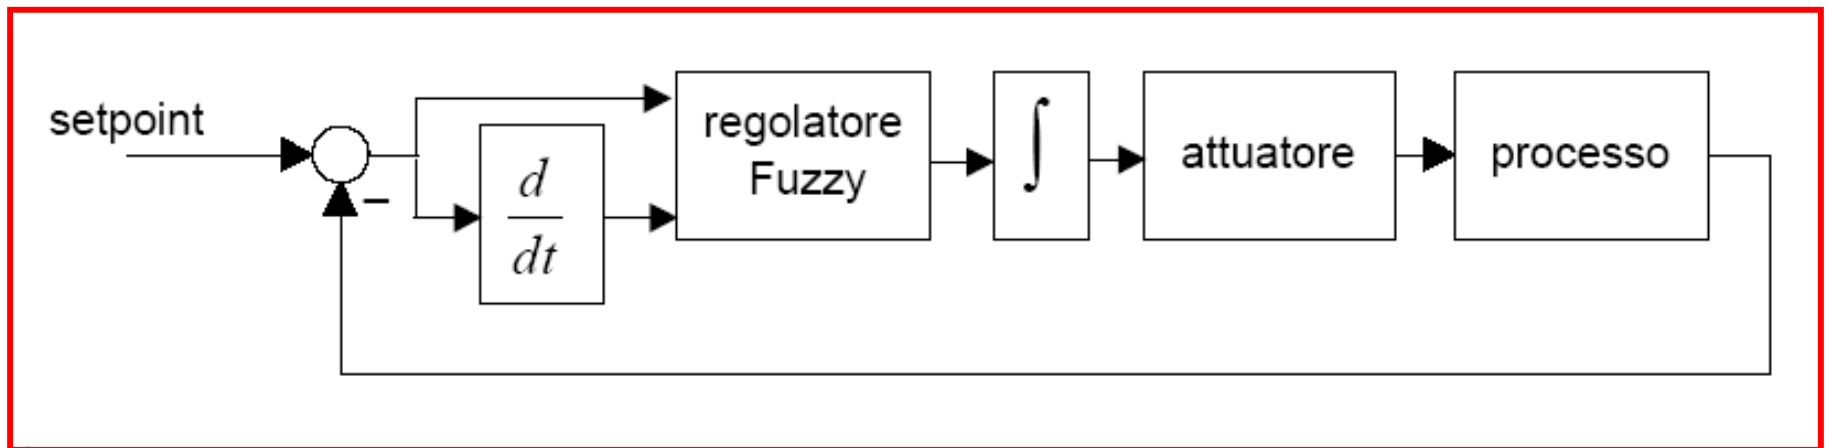 setpoint
−
d
dt
regolatore
Fuzzy
∫
attuatore
processo